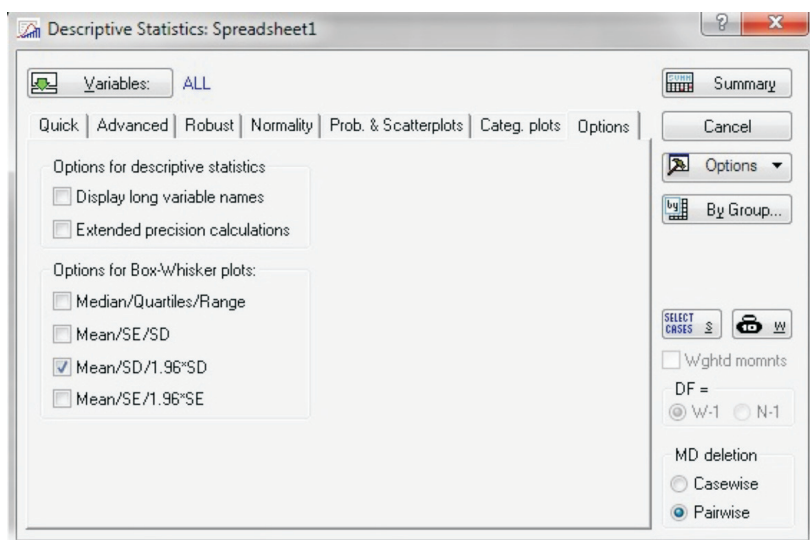 Descriptive Statistics: Spreadsheet1
?
X
Variables: ALL
Quick Advanced Robust Normality Prob. & Scatterplots Categ. plots Options
Options for descriptive statistics
Display long variable names
Extended precision calculations
Options for Box-Whisker plots:
Median/Quartiles/Range
Mean/SE/SD
Mean/SD/1.96*SD
Mean/SE/1.96*SE
Summary
Cancel
Options
by
By Group...
SELECT
CASES S
W
Wghtd momnts
DF =
W-1 N-1
MD deletion
Casewise
Pairwise